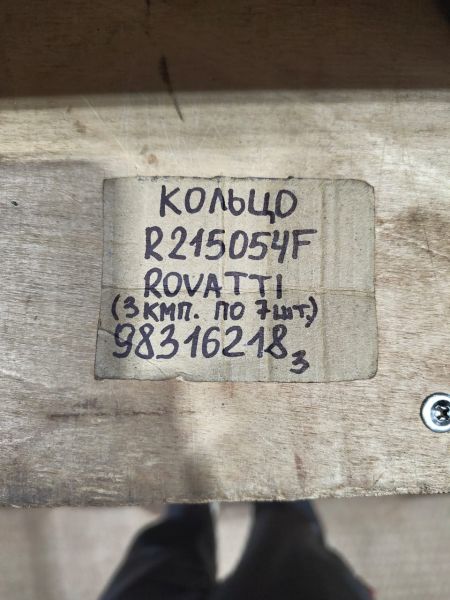 КОЛЬЦО
R215054F
ROVATTI
(3 КМП. ПО 7 ШТ.)
98316218 3